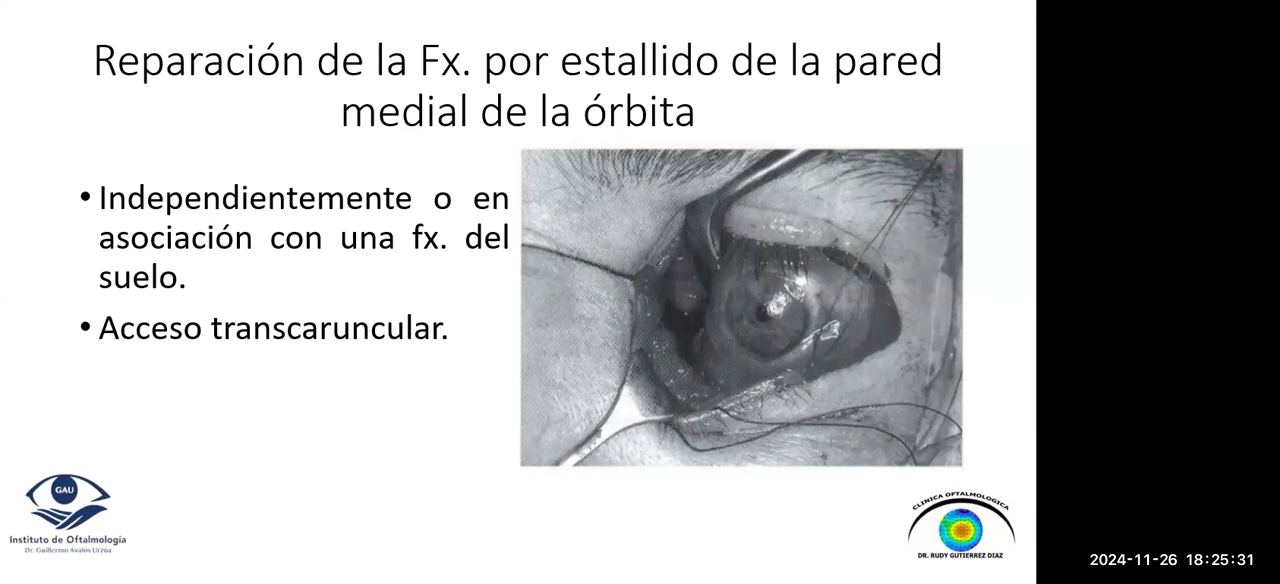 Reparación de la Fx. por estallido de la pared
medial de la órbita
• Independientemente o en
asociación con una fx. del
suelo.
• Acceso transcaruncular.
GAU
Instituto de Oftalmología
Dr. Guillermo Avalos Urzúa
CLINICA OFTALMOLOGICA
DR. RUDY GUTIERREZ DIAZ
2024-11-26 18:25:31